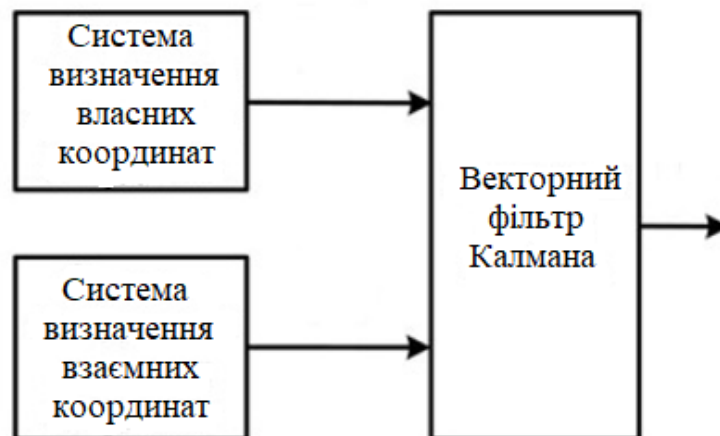 Система
визначення
власних
координат
Векторний
фільтр
Калмана
Система
визначення
взаємних
координат